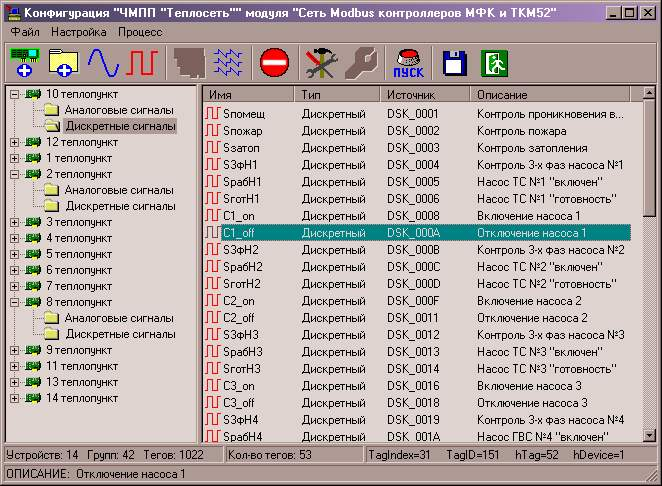 Конфигурация "ЧМПП "Теплосеть"" модуля "Сеть Modbus контроллеров МФК и ТКМ52"
Файл Настройка Процесс
ПУСК
10 теплопункт
Аналоговые сигналы
Дискретные сигналы
12 теплопункт
1 теплопункт
2 теплопункт
Аналоговые сигналы
Дискретные сигналы
3 теплопункт
4 теплопункт
5 теплопункт
6 теплопункт
7 теплопункт
8 теплопункт
Аналоговые сигналы
Дискретные сигналы
9 теплопункт
11 теплопункт
13 теплопункт
14 теплопункт
Имя Тип Источник Описание
Sпомещ Дискретный DSK_0001 Контроль проникновения в...
Sпожар Дискретный DSK_0002 Контроль пожара
Sзатоп Дискретный DSK_0003 Контроль затопления
S3фН1 Дискретный DSK_0004 Контроль 3-х фаз насоса №1
SрабН1 Дискретный DSK_0005 Насос ТС №1 "включен"
SготН1 Дискретный DSK_0006 Насос ТС №1 "готовность"
C1_on Дискретный DSK_0008 Включение насоса 1
C1_off Дискретный DSK_000A Отключение насоса 1
S3фН2 Дискретный DSK_000B Контроль 3-х фаз насоса №2
SрабН2 Дискретный DSK_000C Насос ТС №2 "включен"
SготН2 Дискретный DSK_000D Насос ТС №2 "готовность"
C2_on Дискретный DSK_000F Включение насоса 2
C2_off Дискретный DSK_0011 Отключение насоса 2
S3фН3 Дискретный DSK_0012 Контроль 3-х фаз насоса №3
SрабН3 Дискретный DSK_0013 Насос ТС №3 "включен"
SготН3 Дискретный DSK_0014 Насос ТС №3 "готовность"
C3_on Дискретный DSK_0016 Включение насоса 3
C3_off Дискретный DSK_0018 Отключение насоса 3
S3фН4 Дискретный DSK_0019 Контроль 3-х фаз насоса №4
SрабН4 Дискретный DSK_001A Насос ГВС №4 "включен"
Устройств: 14 Групп: 42 Тегов: 1022 Кол-во тегов: 53 TagIndex=31 TagID=151 hTag=52 hDevice=1
ОПИСАНИЕ: Отключение насоса 1